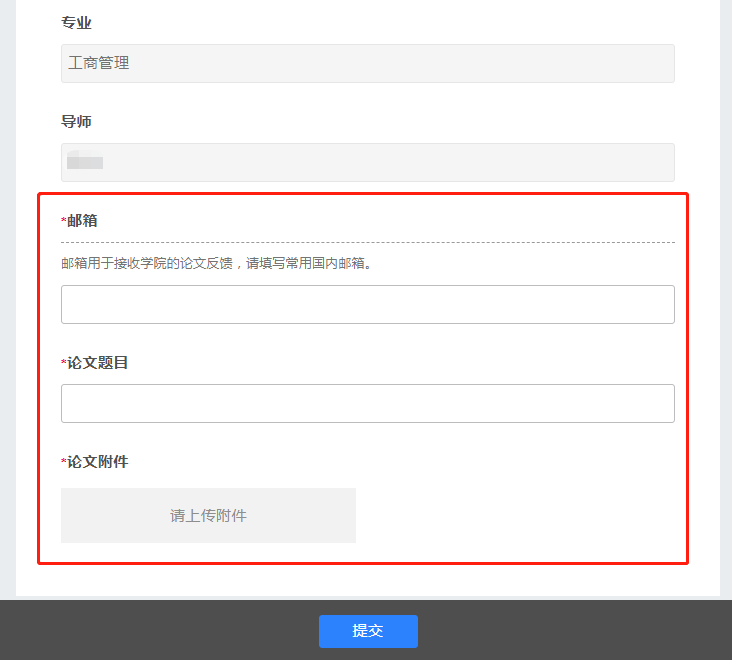 专业
工商管理
导师
*邮箱
邮箱用于接收学院的论文反馈，请填写常用国内邮箱。
*论文题目
*论文附件
请上传附件
提交